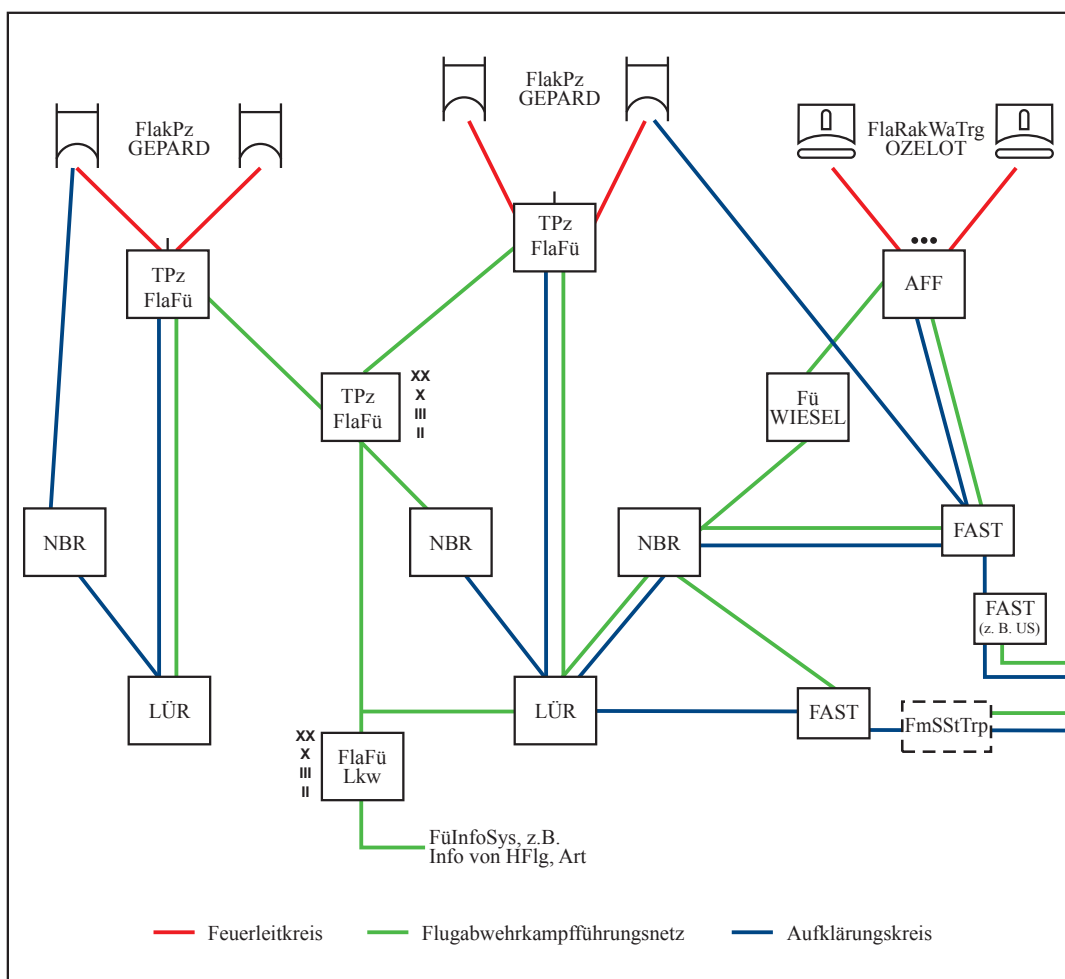 FlakPz
GEPARD
FlakPz
GEPARD
FlaRakWaTrg
OZELOT
TPz
FlaFü
TPz
FlaFü
AFF
TPz
FlaFü
XX
X
III
II
Fü
WIESEL
NBR
NBR
NBR
FAST
FAST
(z. B. US)
LÜR
LÜR
FAST
FmSStTrp
XX
X
III
II
FlaFü
Lkw
FüInfoSys, z.B.
Info von HFlg, Art
Feuerleitkreis
Flugabwehrkampfführungsnetz
Aufklärungskreis